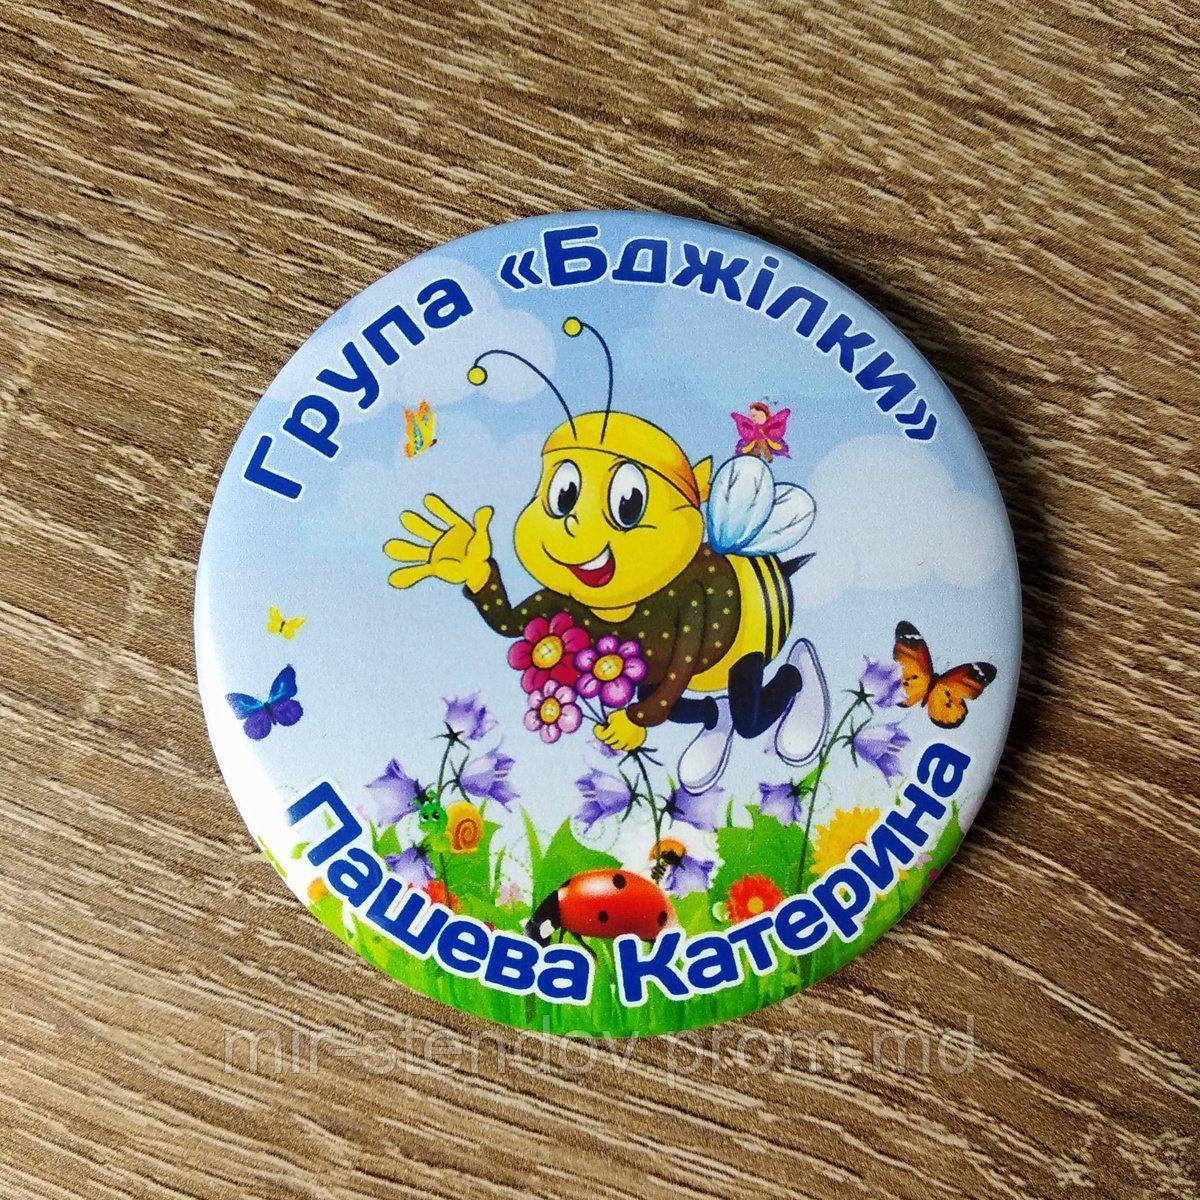 Група «Бджілки»
Пашева Катерина
mir-stendov.prom.md